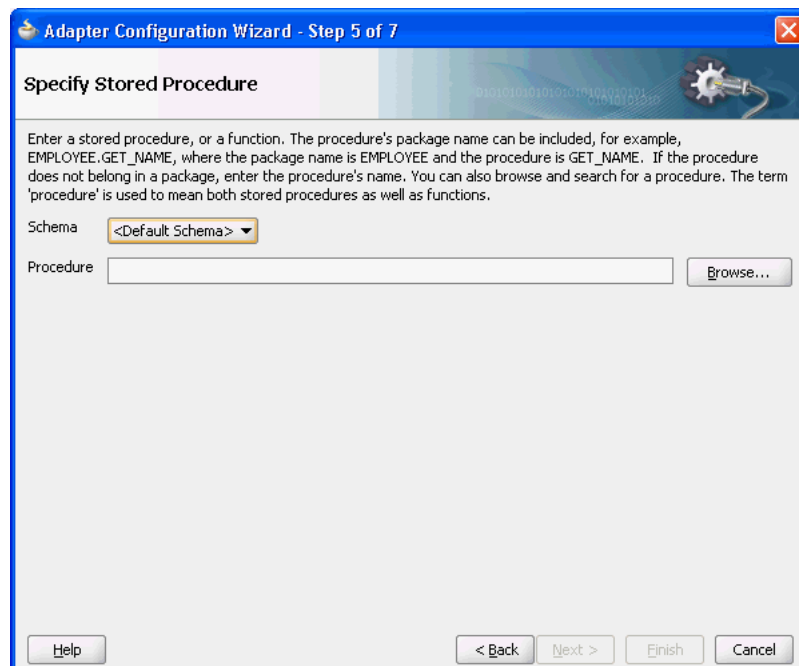 Adapter Configuration Wizard - Step 5 of 7
Specify Stored Procedure
Enter a stored procedure, or a function. The procedure's package name can be included, for example,
EMPLOYEE.GET_NAME, where the package name is EMPLOYEE and the procedure is GET_NAME. If the procedure
does not belong in a package, enter the procedure's name. You can also browse and search for a procedure. The term
'procedure' is used to mean both stored procedures as well as functions.
Schema <Default Schema>
Procedure Browse...
Help < Back Next > Finish Cancel